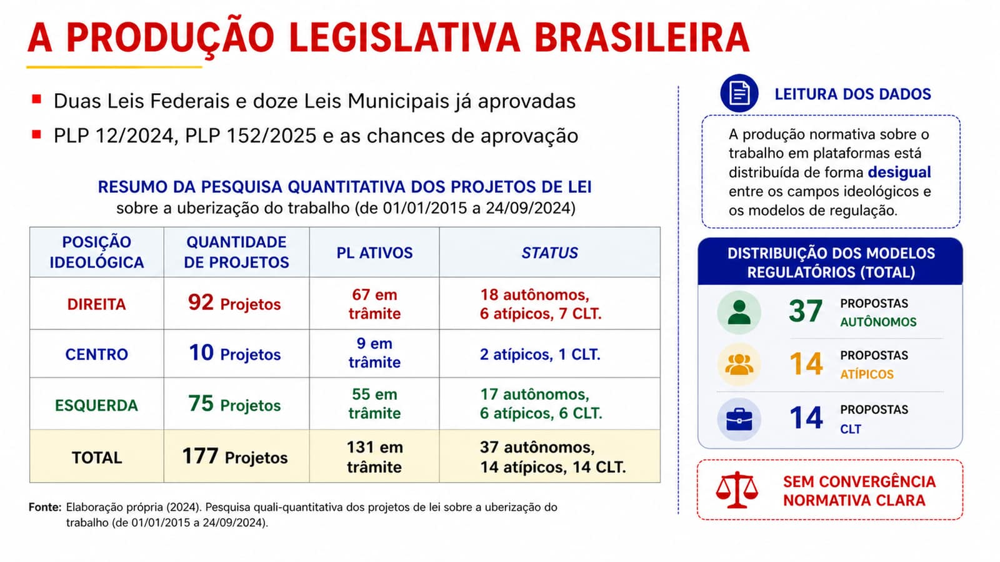 A PRODUÇÃO LEGISLATIVA BRASILEIRA
Duas Leis Federais e doze Leis Municipais já aprovadas
PLP 12/2024, PLP 152/2025 e as chances de aprovação
RESUMO DA PESQUISA QUANTITATIVA DOS PROJETOS DE LEI
sobre a uberização do trabalho (de 01/01/2015 a 24/09/2024)
POSIÇÃO
IDEOLÓGICA
QUANTIDADE
DE PROJETOS
PL ATIVOS
STATUS
DIREITA
92 Projetos
67 em
trâmite
18 autônomos,
6 atípicos, 7 CLT.
CENTRO
10 Projetos
9 em
trâmite
2 atípicos, 1 CLT.
ESQUERDA
75 Projetos
55 em
trâmite
17 autônomos,
6 atípicos, 6 CLT.
TOTAL
177 Projetos
131 em
trâmite
37 autônomos,
14 atípicos, 14 CLT.
Fonte: Elaboração própria (2024). Pesquisa quali-quantitativa dos projetos de lei sobre a uberização do
trabalho (de 01/01/2015 a 24/09/2024).
LEITURA DOS DADOS
A produção normativa sobre o
trabalho em plataformas está
distribuída de forma desigual
entre os campos ideológicos e
os modelos de regulação.
DISTRIBUIÇÃO DOS MODELOS
REGULATÓRIOS (TOTAL)
37
PROPOSTAS
AUTÔNOMOS
14
PROPOSTAS
ATÍPICOS
14
PROPOSTAS
CLT
SEM CONVERGÊNCIA
NORMATIVA CLARA